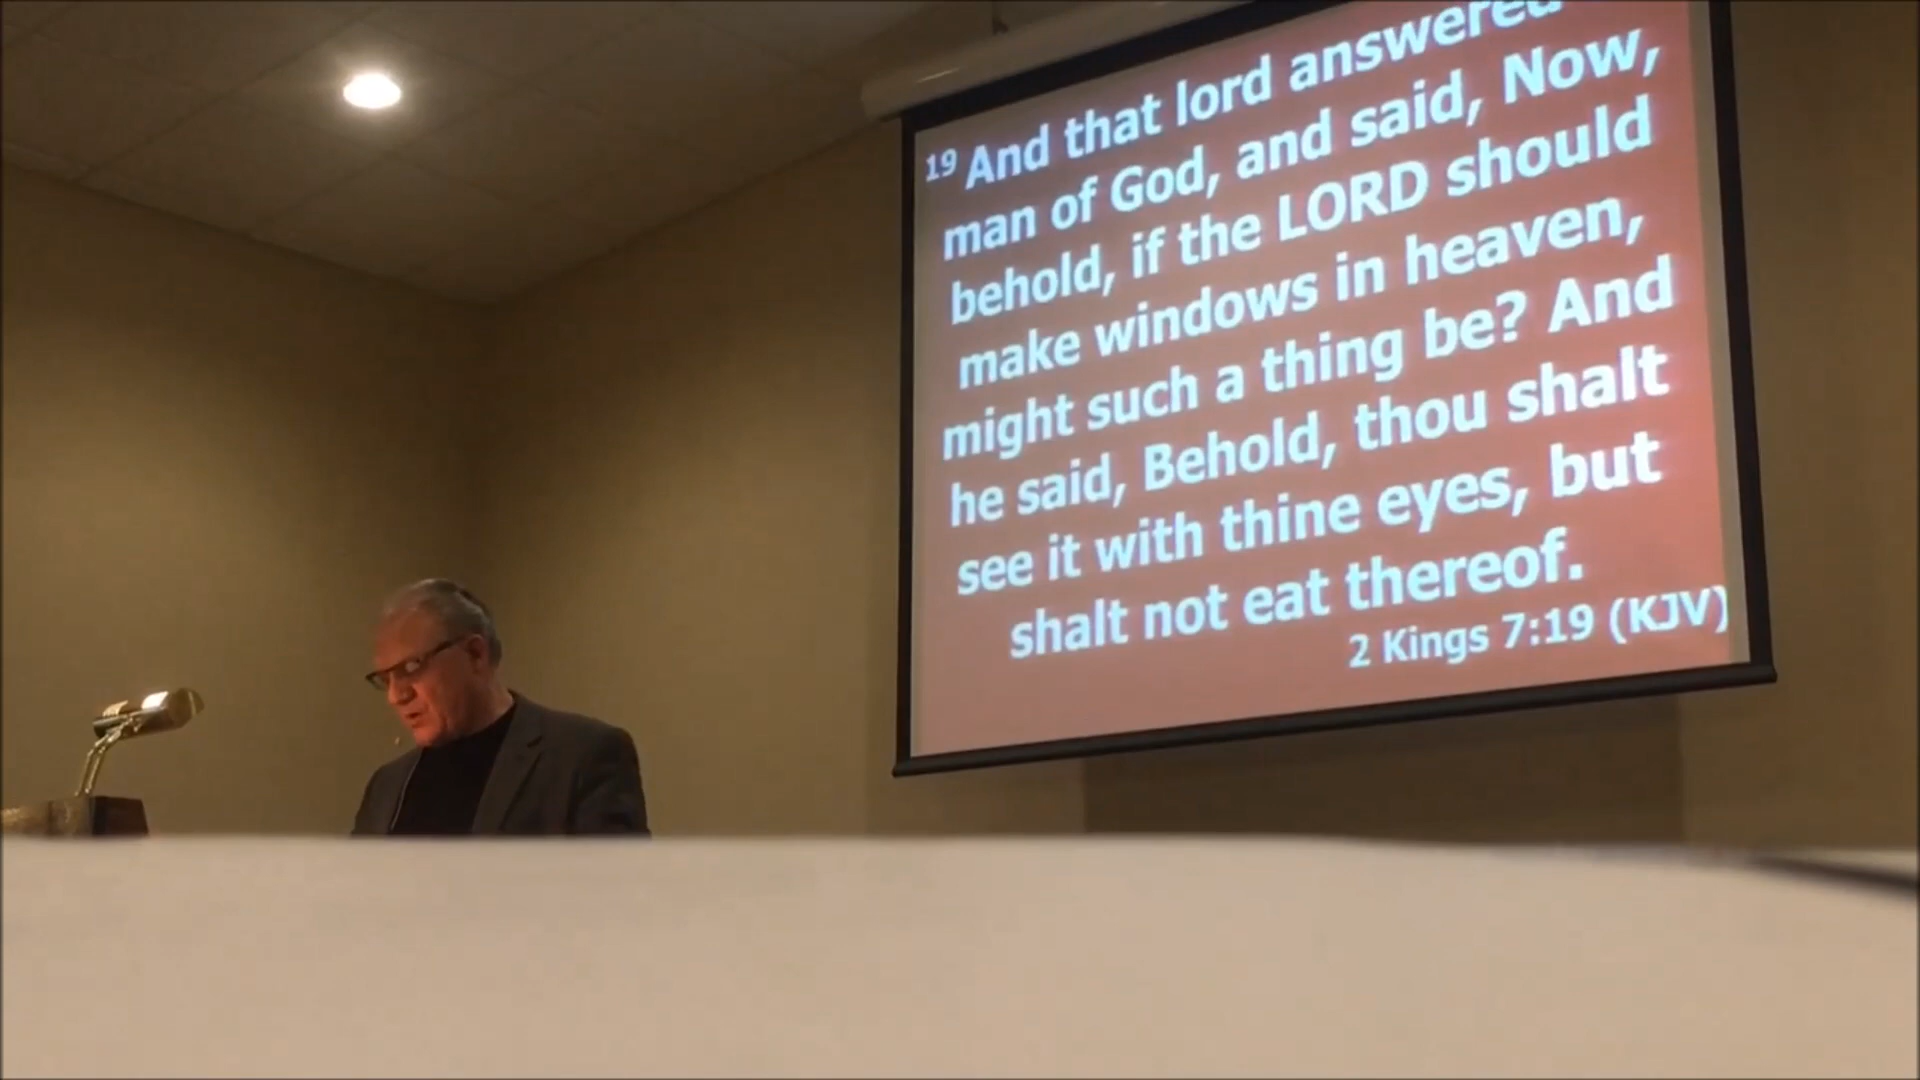 19 And that lord answered
man of God, and said, Now,
behold, if the LORD should
make windows in heaven,
might such a thing be? And
he said, Behold, thou shalt
see it with thine eyes, but
shalt not eat thereof.
2 Kings 7:19 (KJV)